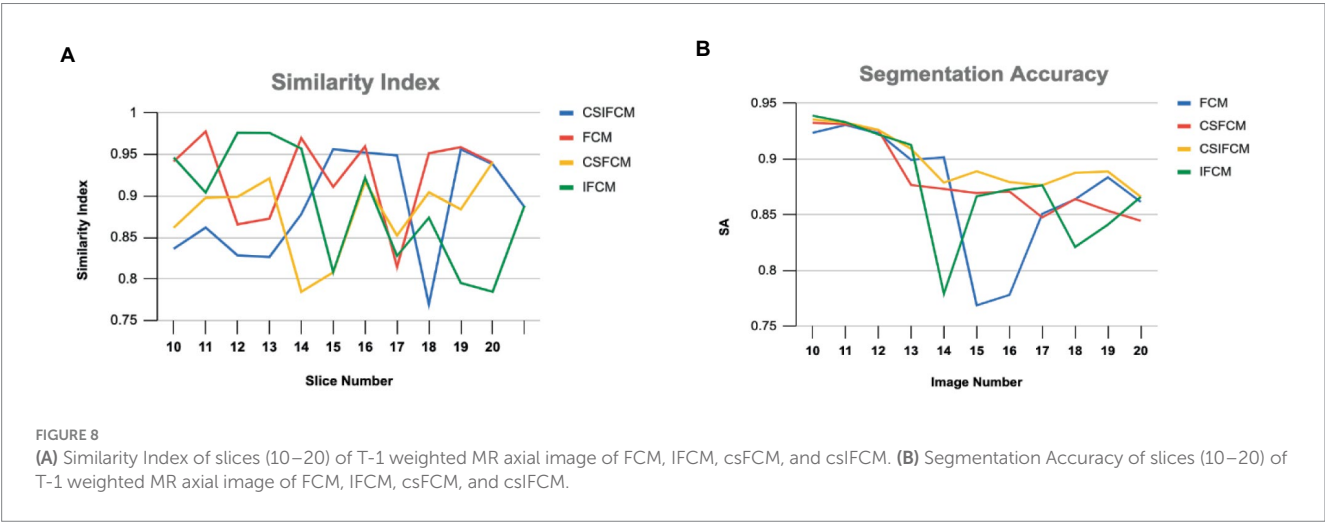 A
Similarity Index
1
0.95
0.9
0.85
0.8
0.75
Similarity Index
10 11 12 13 14 15 16 17 18 19 20
Slice Number
CSIFCM
FCM
CSFCM
IFCM
B
Segmentation Accuracy
0.95
0.9
0.85
0.8
0.75
SA
10 11 12 13 14 15 16 17 18 19 20
Image Number
FCM
CSFCM
CSIFCM
IFCM
FIGURE 8
(A) Similarity Index of slices (10–20) of T-1 weighted MR axial image of FCM, IFCM, csFCM, and csIFCM. (B) Segmentation Accuracy of slices (10–20) of
T-1 weighted MR axial image of FCM, IFCM, csFCM, and csIFCM.